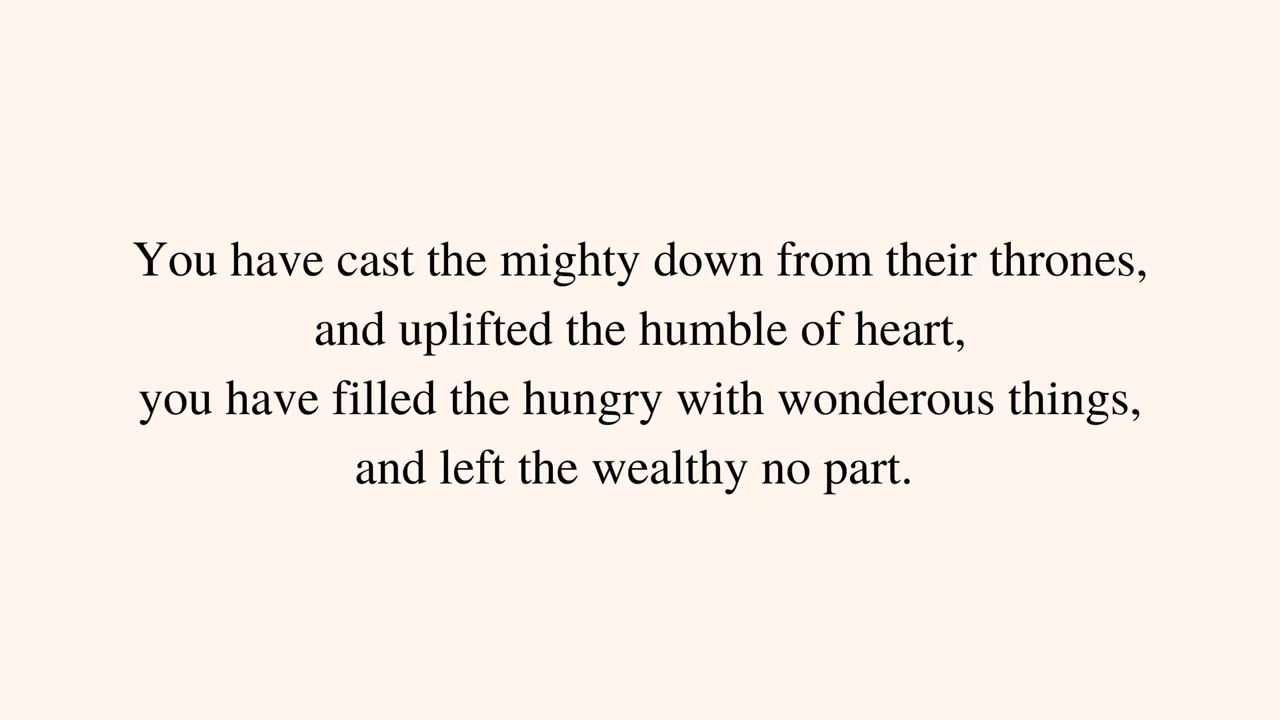 You have cast the mighty down from their thrones,
and uplifted the humble of heart,
you have filled the hungry with wonderous things,
and left the wealthy no part.